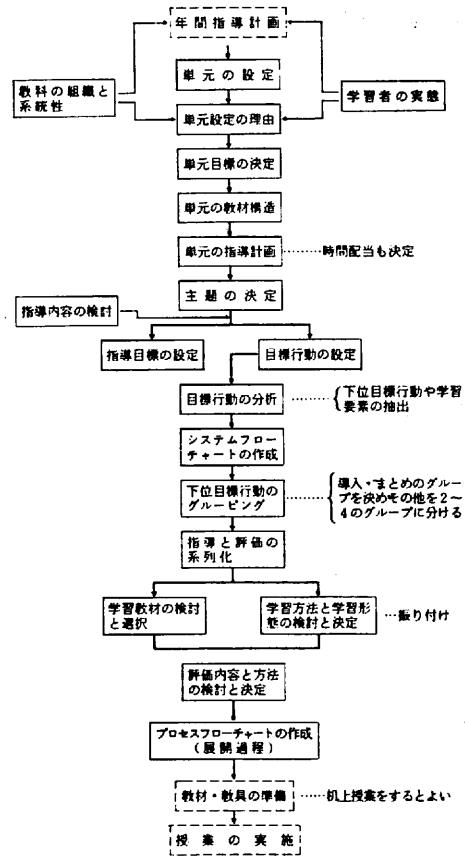 年間指導計画
単元の設定
教科の組織と
系統性
学習者の実態
単元設定の理由
単元目標の決定
単元の教材構造
単元の指導計画
……時間配当も決定
主題の決定
指導内容の検討
指導目標の設定
目標行動の設定
目標行動の分析
……下位目標行動や学習
要素の抽出
システムフロー
チャートの作成
下位目標行動の
グルーピング
……導入・まとめのグルー
プを決めその他を2〜
4のグループに分ける
指導と評価の
系列化
学習教材の検討
と選択
学習方法と学習形
態の検討と決定
…振り付け
評価内容と方法
の検討と決定
プロセスフローチャートの作成
(展開過程)
教材・教具の準備
……机上授業をするとよい
授業の実施